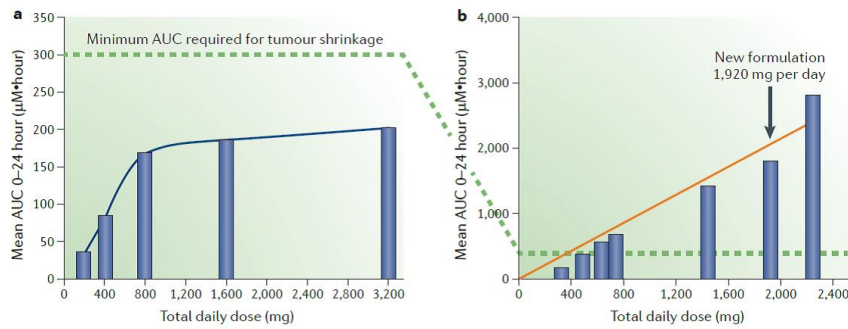 a
350
300
250
200
150
100
50
0
Mean AUC 0–24 hour (μM•hour)
Minimum AUC required for tumour shrinkage
0 400 800 1,200 1,600 2,000 2,400 2,800 3,200
Total daily dose (mg)
b
4,000
3,000
2,000
1,000
0
Mean AUC 0–24 hour (μM•hour)
New formulation
1,920 mg per day
0 400 800 1,200 1,600 2,000 2,400
Total daily dose (mg)